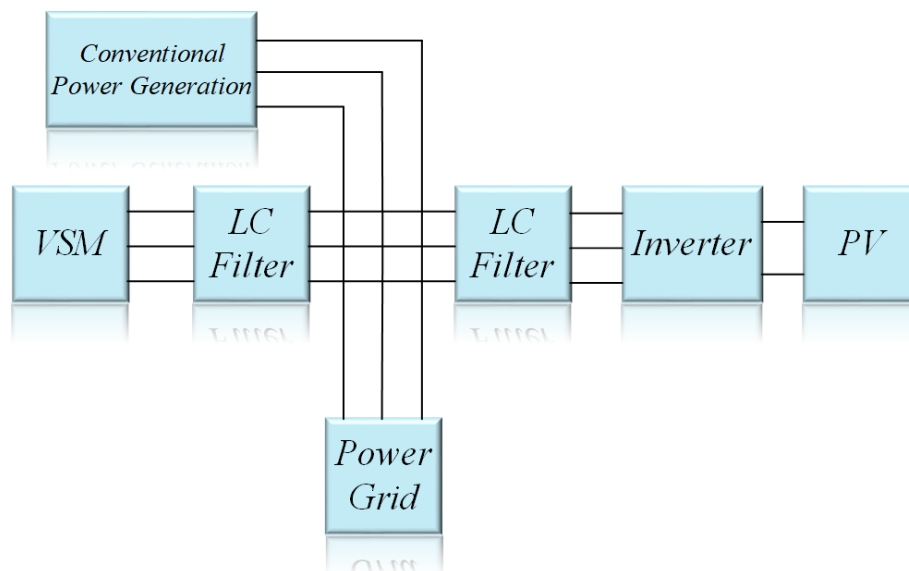 Conventional
Power Generation
VSM
LC
Filter
LC
Filter
Inverter
PV
Power
Grid